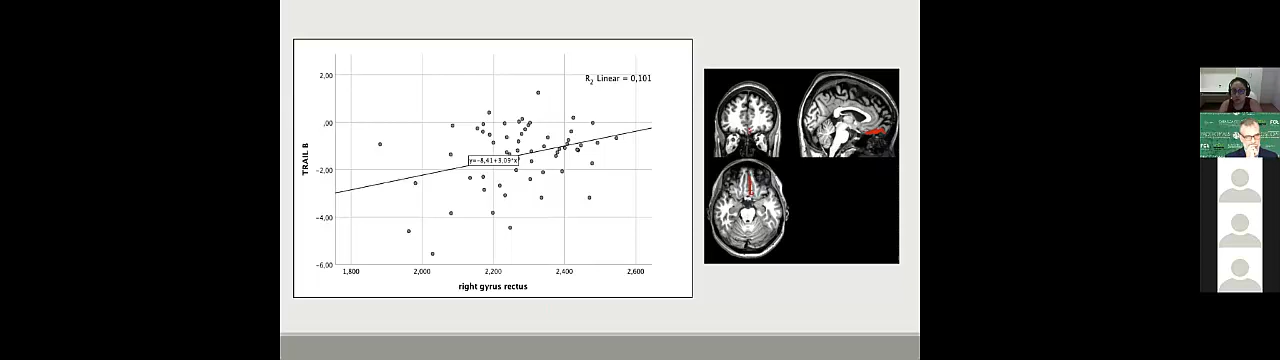 R2 Linear = 0,101
2,00
,00
-2,00
-4,00
-6,00
TRAIL B
y=-8,41+3,03*x
1,800
2,000
2,200
2,400
2,600
right gyrus rectus